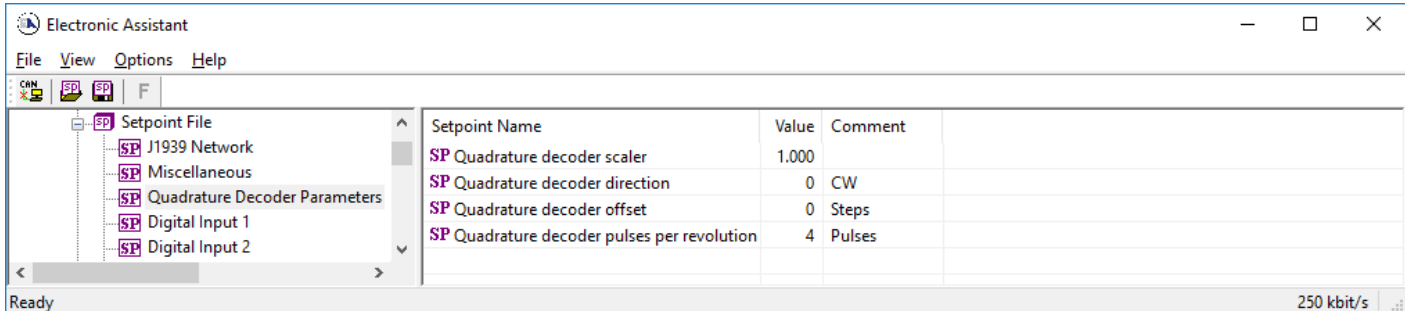 Electronic Assistant
File View Options Help
CAN SP SP F
SP Setpoint File
SP J1939 Network
SP Miscellaneous
SP Quadrature Decoder Parameters
SP Digital Input 1
SP Digital Input 2
Setpoint Name Value Comment
SP Quadrature decoder scaler 1.000
SP Quadrature decoder direction 0 CW
SP Quadrature decoder offset 0 Steps
SP Quadrature decoder pulses per revolution 4 Pulses
Ready 250 kbit/s